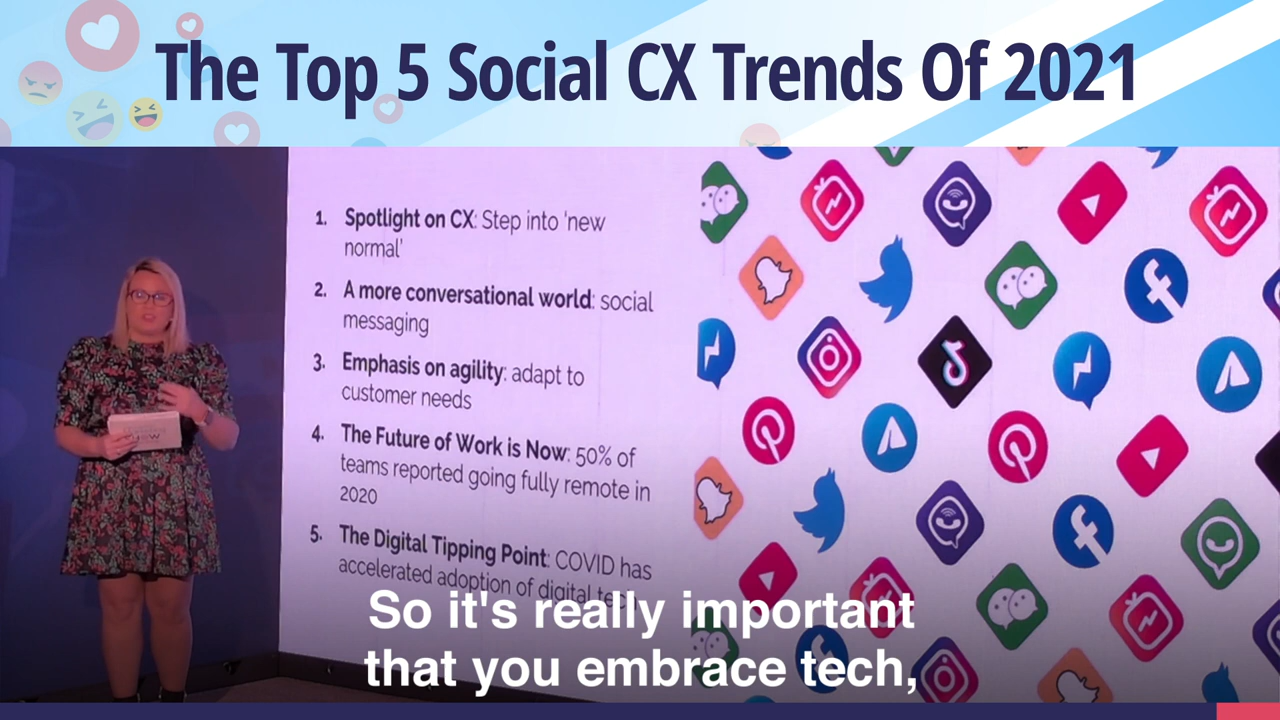 The Top 5 Social CX Trends Of 2021
1. Spotlight on CX: Step into 'new
normal'
2. A more conversational world: social
messaging
3. Emphasis on agility: adapt to
customer needs
4. The Future of Work is Now: 50% of
teams reported going fully remote in
2020
5. The Digital Tipping Point: COVID has
accelerated adoption of digital tech
So it's really important
that you embrace tech,